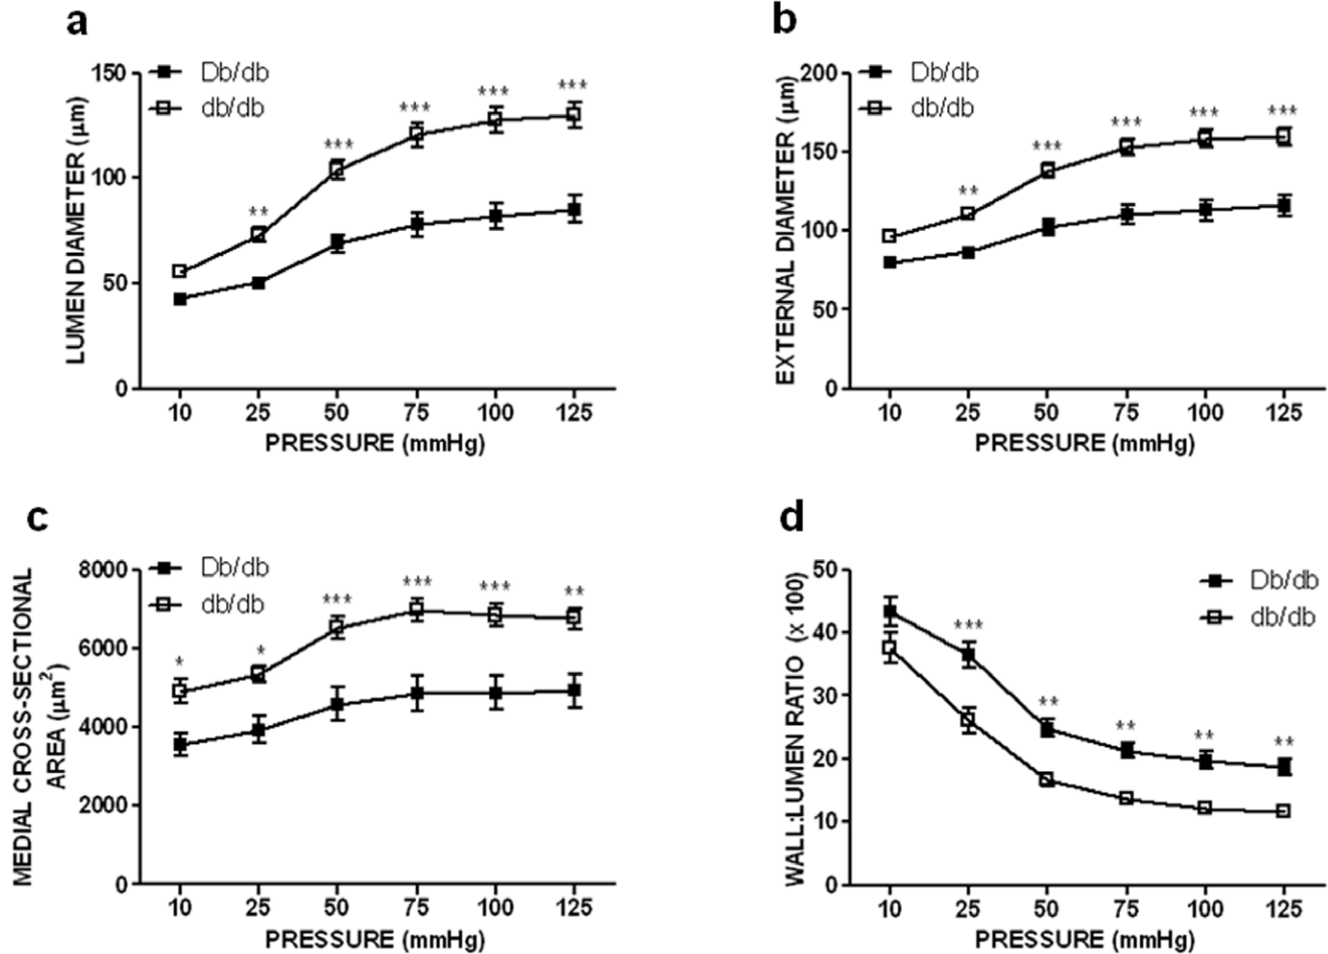 a
150
Db/db
db/db
***
***
***
***
**
100
50
0
LUMEN DIAMETER (µm)
10 25 50 75 100 125
PRESSURE (mmHg)
b
200
Db/db
db/db
***
***
***
***
**
150
100
50
0
EXTERNAL DIAMETER (µm)
10 25 50 75 100 125
PRESSURE (mmHg)
c
8000
Db/db
db/db
***
***
***
**
*
*
6000
4000
2000
0
MEDIAL CROSS-SECTIONAL
AREA (µm²)
10 25 50 75 100 125
PRESSURE (mmHg)
d
50
Db/db
db/db
***
**
**
**
**
40
30
20
10
0
WALL:LUMEN RATIO (x 100)
10 25 50 75 100 125
PRESSURE (mmHg)